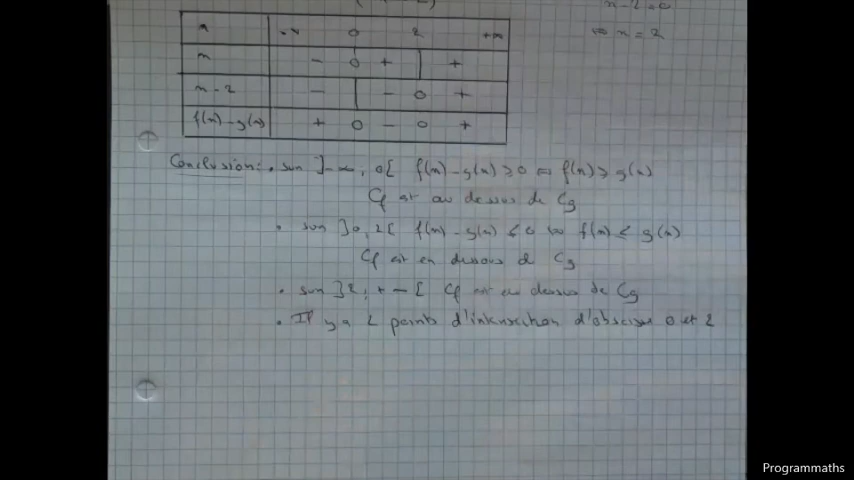 x-2=0
⇔ x = 2
x -∞ 0 2 +∞
x - 0 + +
x-2 - - 0 +
f(x)-g(x) + 0 - 0 +
Conclusion: . sur ]-∞; 0[ f(x)-g(x) ≥ 0 ⇔ f(x) ≥ g(x)
Cf est au dessus de Cg
. sur ]0,2[ f(x)-g(x) ≤ 0 ⇔ f(x) ≤ g(x)
Cf est en dessous de Cg
. sur ]2;+∞[ Cf est au dessus de Cg
. Il y a 2 points d'intersection d'abscisse 0 et 2
Programmaths